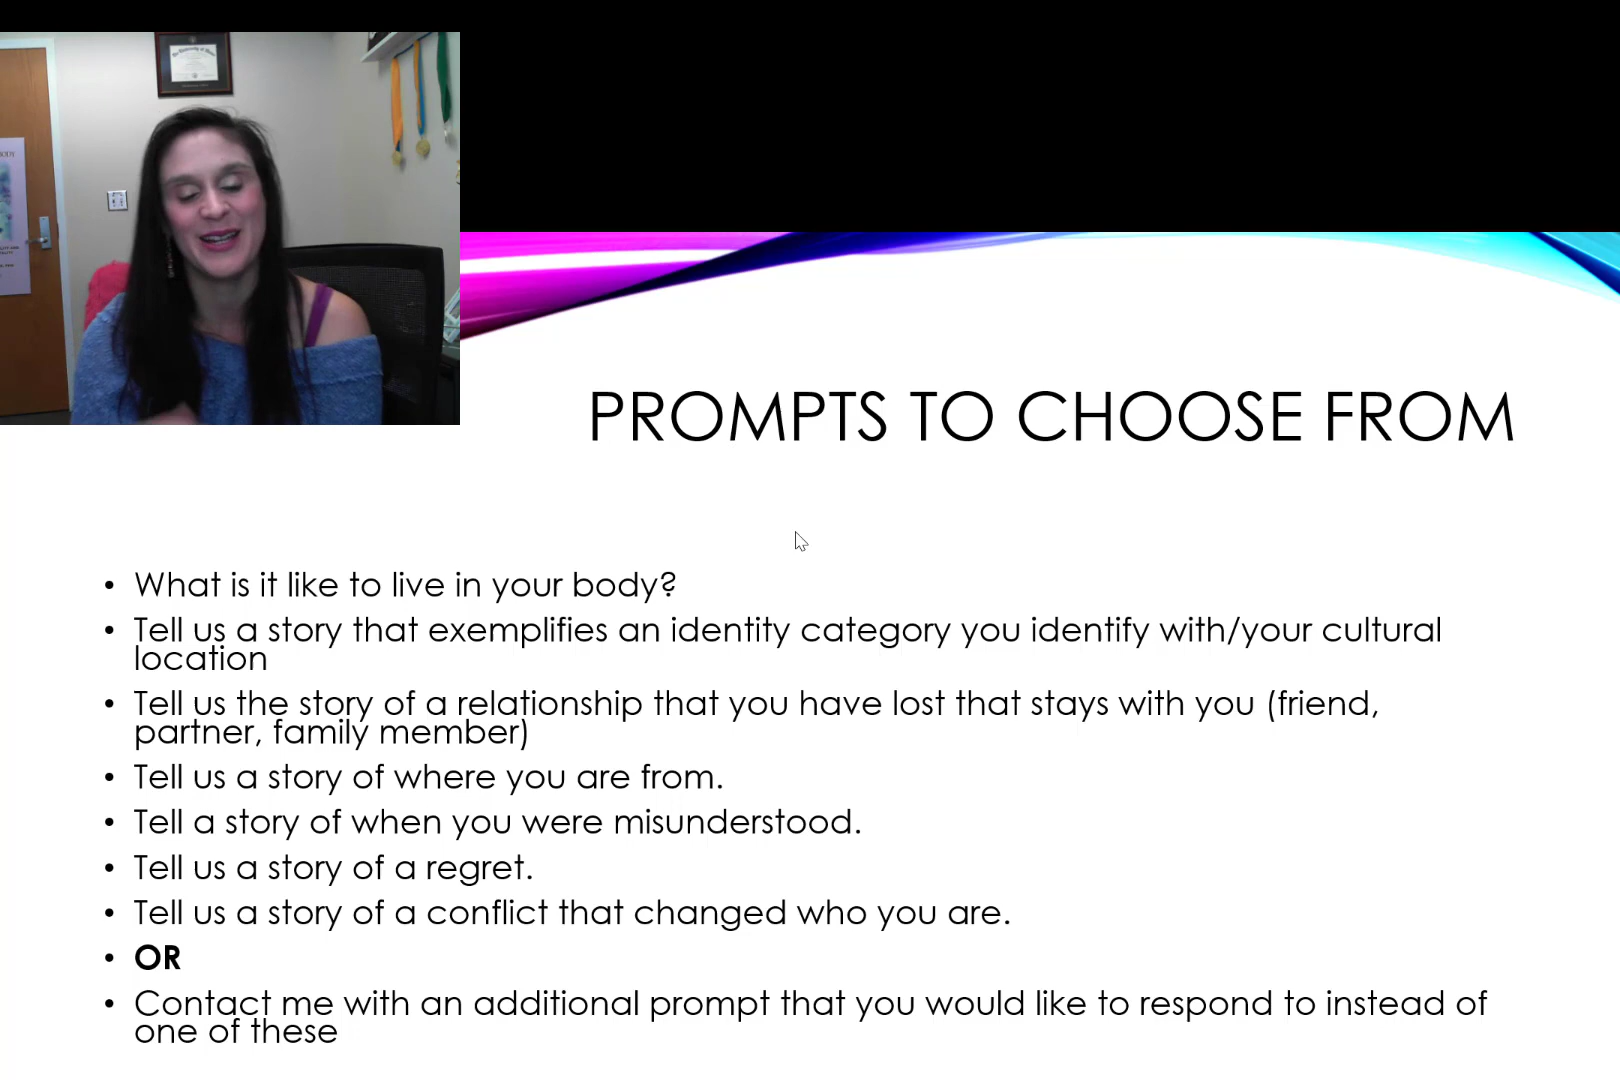 BODY
PROMPTS TO CHOOSE FROM
• What is it like to live in your body?
• Tell us a story that exemplifies an identity category you identify with/your cultural
location
• Tell us the story of a relationship that you have lost that stays with you (friend,
partner, family member)
• Tell us a story of where you are from.
• Tell a story of when you were misunderstood.
• Tell us a story of a regret.
• Tell us a story of a conflict that changed who you are.
• OR
• Contact me with an additional prompt that you would like to respond to instead of
one of these